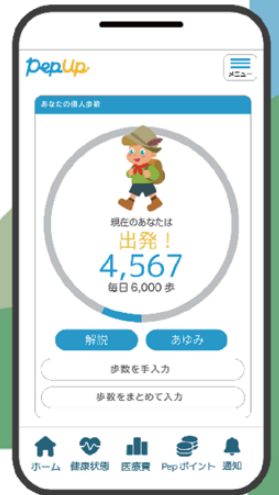 PepUp
メニュー
あなたの個人歩数
現在のあなたは
出発！
4,567
毎日6,000 歩
解説
あゆみ
歩数を手入力
歩数をまとめて入力
ホーム
健康状態
医療費
Pepポイント
通知